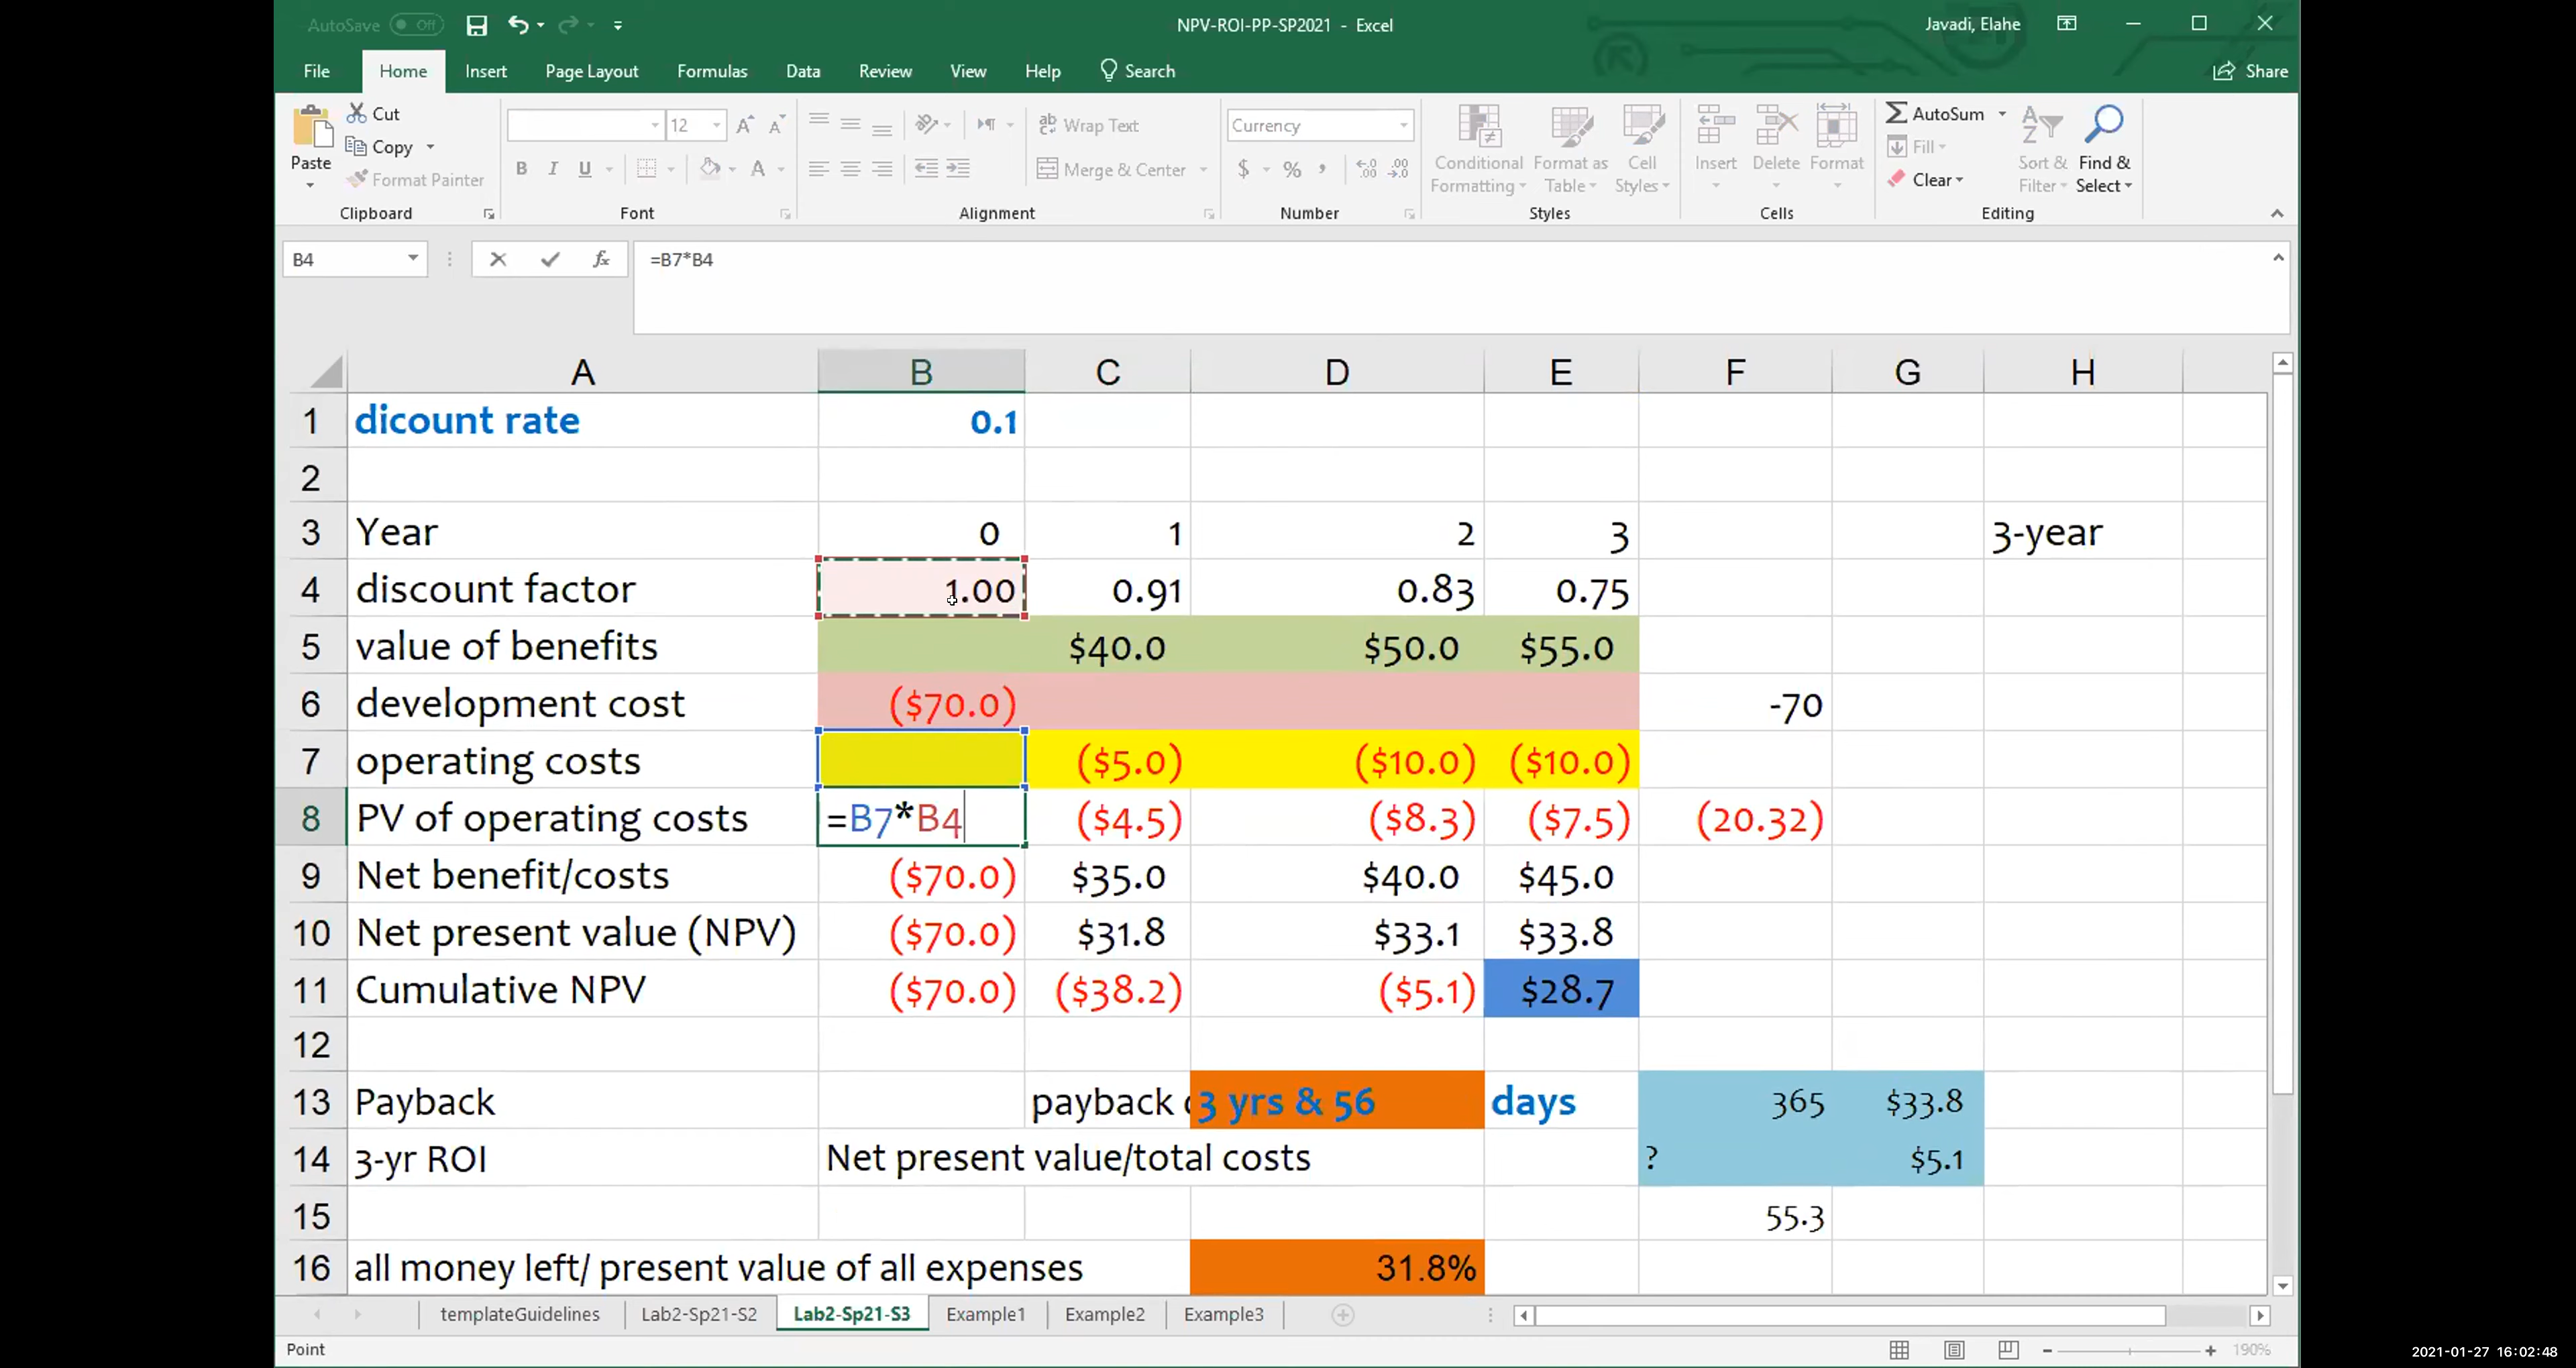 AutoSave Off NPV-ROI-PP-SP2021 - Excel Javadi, Elahe
File Home Insert Page Layout Formulas Data Review View Help Search Share
Paste Cut Copy Format Painter
Clipboard
12
B I U A
Font
ab Wrap Text
Merge & Center
Alignment
Currency
$ % ,
Number
Conditional Formatting Format as Table Cell Styles
Styles
Insert Delete Format
Cells
AutoSum Fill Clear Sort & Filter Find & Select
Editing
B4 fx =B7*B4
A B C D E F G H
1 dicount rate 0.1
2
3 Year 0 1 2 3 3-year
4 discount factor 1.00 0.91 0.83 0.75
5 value of benefits $40.0 $50.0 $55.0
6 development cost ($70.0) -70
7 operating costs ($5.0) ($10.0) ($10.0)
8 PV of operating costs =B7*B4 ($4.5) ($8.3) ($7.5) (20.32)
9 Net benefit/costs ($70.0) $35.0 $40.0 $45.0
10 Net present value (NPV) ($70.0) $31.8 $33.1 $33.8
11 Cumulative NPV ($70.0) ($38.2) ($5.1) $28.7
12
13 Payback payback 3 yrs & 56 days 365 $33.8
14 3-yr ROI Net present value/total costs ? $5.1
15 55.3
16 all money left/ present value of all expenses 31.8%
templateGuidelines Lab2-Sp21-S2 Lab2-Sp21-S3 Example1 Example2 Example3
Point 190%
2021-01-27 16:02:48